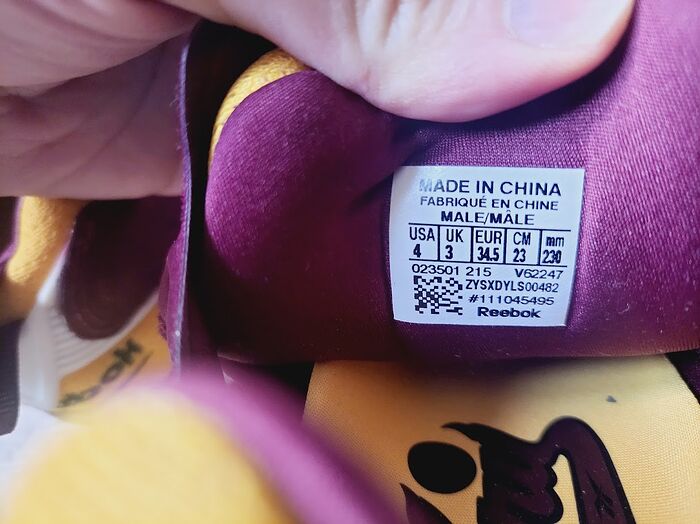 MADE IN CHINA
FABRIQUÉ EN CHINE
MALE/MÂLE
USA UK EUR CM mm
4 3 34.5 23 230
023501 215 V62247
ZYSXDYLS00482
#111045495
Reebok